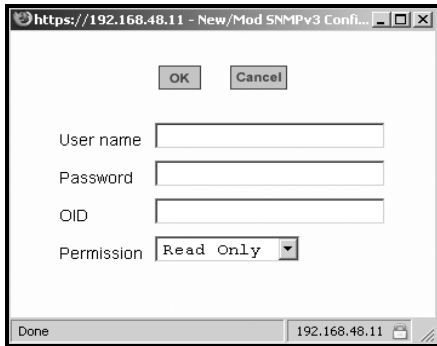 https://192.168.48.11 - New/Mod SNMPv3 Confi...
OK Cancel
User name
Password
OID
Permission Read Only
Done 192.168.48.11